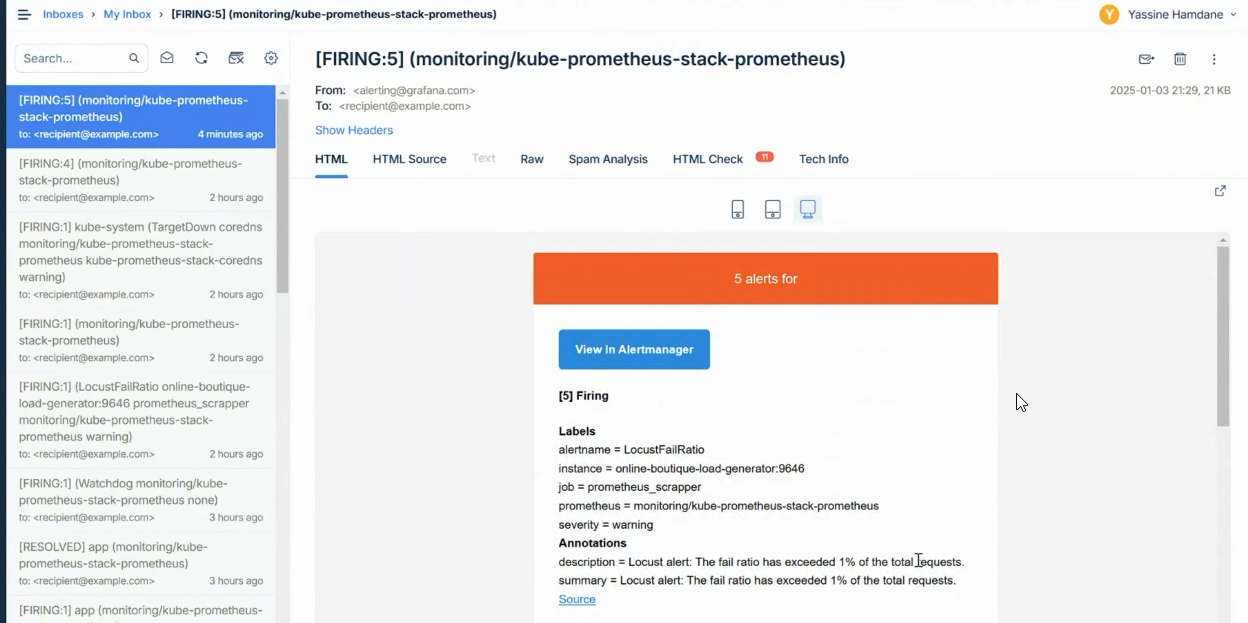 Inboxes › My Inbox › [FIRING:5] (monitoring/kube-prometheus-stack-prometheus)
Y Yassine Hamdane
Search...
[FIRING:5] (monitoring/kube-prometheus-
stack-prometheus)
to: <recipient@example.com> 4 minutes ago
[FIRING:4] (monitoring/kube-prometheus-
stack-prometheus)
to: <recipient@example.com> 2 hours ago
[FIRING:1] kube-system (TargetDown coredns
monitoring/kube-prometheus-stack-
prometheus kube-prometheus-stack-coredns
warning)
to: <recipient@example.com> 2 hours ago
[FIRING:1] (monitoring/kube-prometheus-
stack-prometheus)
to: <recipient@example.com> 2 hours ago
[FIRING:1] (LocustFailRatio online-boutique-
load-generator:9646 prometheus_scrapper
monitoring/kube-prometheus-stack-
prometheus warning)
to: <recipient@example.com> 2 hours ago
[FIRING:1] (Watchdog monitoring/kube-
prometheus-stack-prometheus none)
to: <recipient@example.com> 3 hours ago
[RESOLVED] app (monitoring/kube-
prometheus-stack-prometheus)
to: <recipient@example.com> 3 hours ago
[FIRING:1] app (monitoring/kube-prometheus-
[FIRING:5] (monitoring/kube-prometheus-stack-prometheus)
From: <alerting@grafana.com>
2025-01-03 21:29, 21 KB
To: <recipient@example.com>
Show Headers
HTML HTML Source Text Raw Spam Analysis HTML Check 11 Tech Info
5 alerts for
View In Alertmanager
[5] Firing
Labels
alertname = LocustFailRatio
instance = online-boutique-load-generator:9646
job = prometheus_scrapper
prometheus = monitoring/kube-prometheus-stack-prometheus
severity = warning
Annotations
description = Locust alert: The fail ratio has exceeded 1% of the total requests.
summary = Locust alert: The fail ratio has exceeded 1% of the total requests.
Source